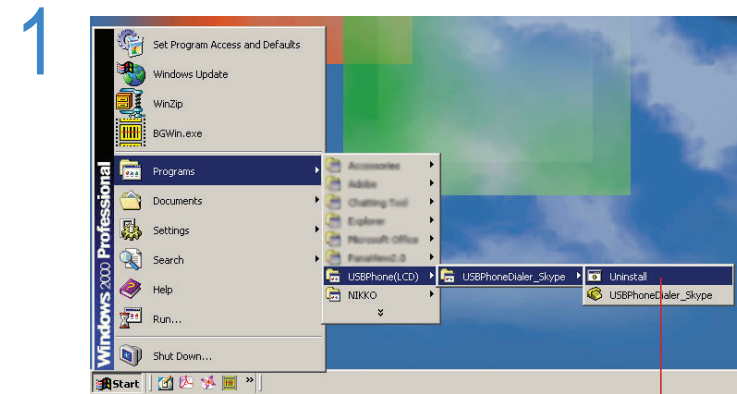 1
Set Program Access and Defaults
Windows Update
WinZip
BGWin.exe
Programs
Documents
Settings
Search
Help
Run...
Shut Down...
Windows 2000 Professional
Accessories
Adobe
Chatting Tool
Explorer
Microsoft Office
FanaView2.0
USBPhone(LCD)
NIKKO
USBPhoneDialer_Skype
Uninstall
USBPhoneDialer_Skype
Start